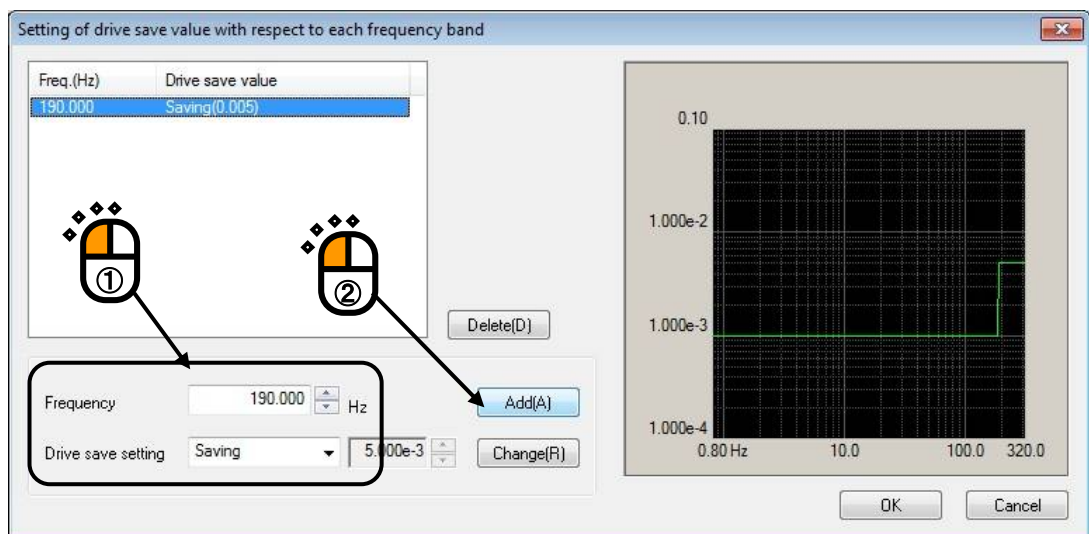 Setting of drive save value with respect to each frequency band
Freq.(Hz) Drive save value
190.000 Saving(0.005)
①
②
Delete(D)
Frequency 190.000 Hz Add(A)
Drive save setting Saving 5.000e-3 Change(R)
0.10
1.000e-2
1.000e-3
1.000e-4
0.80 Hz 10.0 100.0 320.0
OK Cancel